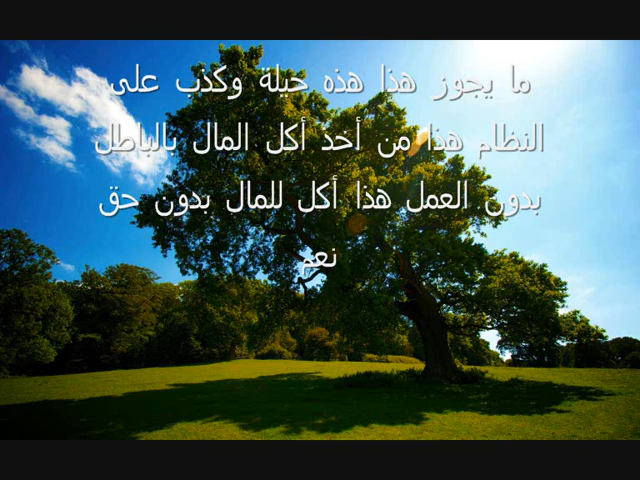 ما يجوز هذا هذه حيلة وكذب على
النظام هذا من أخذ أكل المال بالباطل
بدون العمل هذا أكل للمال بدون حق
نعم